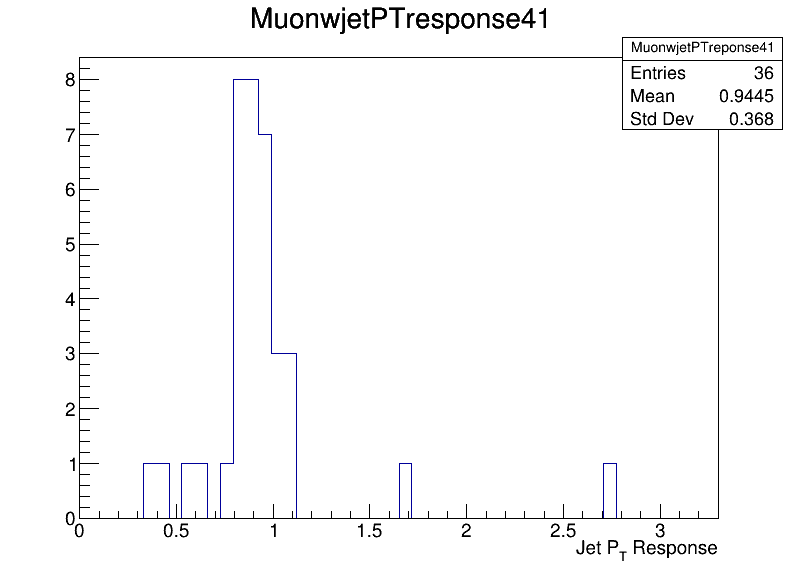 MuonwjetPTresponse41
MuonwjetPTreponse41
Entries 36
Mean 0.9445
Std Dev 0.368
8
7
6
5
4
3
2
1
0
0 0.5 1 1.5 2 2.5 3
Jet PT Response